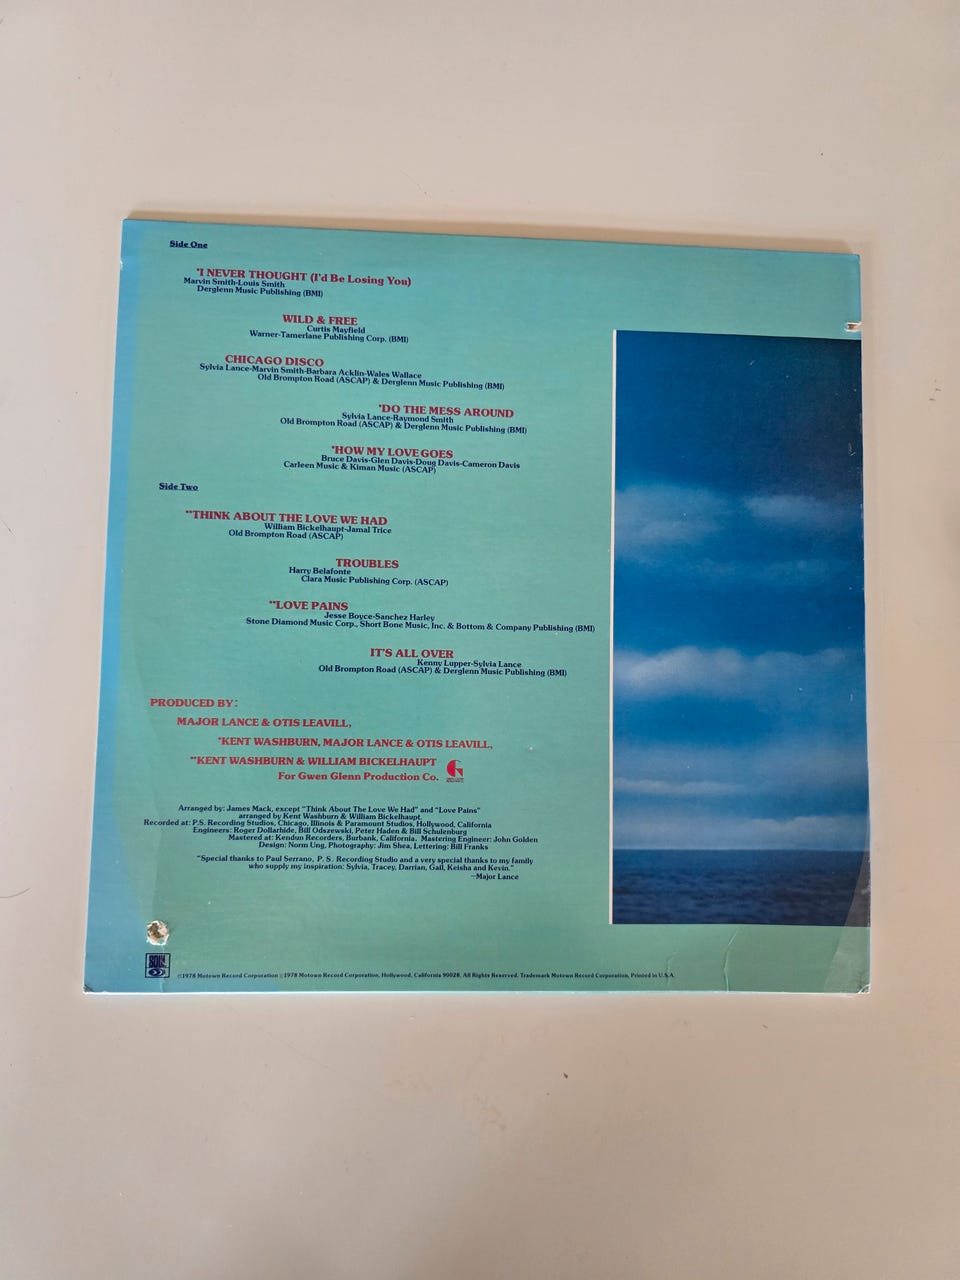 Side One
*I NEVER THOUGHT (I'd Be Losing You)
Marvin Smith-Louis Smith
Derglenn Music Publishing (BMI)
WILD & FREE
Curtis Mayfield
Warner-Tamerlane Publishing Corp. (BMI)
CHICAGO DISCO
Sylvia Lance-Marvin Smith-Barbara Acklin-Wales Wallace
Old Brompton Road (ASCAP) & Derglenn Music Publishing (BMI)
*DO THE MESS AROUND
Sylvia Lance-Raymond Smith
Old Brompton Road (ASCAP) & Derglenn Music Publishing (BMI)
*HOW MY LOVE GOES
Bruce Davis-Glen Davis-Doug Davis-Cameron Davis
Carleen Music & Kiman Music (ASCAP)
Side Two
**THINK ABOUT THE LOVE WE HAD
William Bickelhaupt-Jamal Trice
Old Brompton Road (ASCAP)
TROUBLES
Harry Belafonte
Clara Music Publishing Corp. (ASCAP)
**LOVE PAINS
Jesse Boyce-Sanchez Harley
Stone Diamond Music Corp., Short Bone Music, Inc. & Bottom & Company Publishing (BMI)
IT'S ALL OVER
Kenny Lupper-Sylvia Lance
Old Brompton Road (ASCAP) & Derglenn Music Publishing (BMI)
PRODUCED BY:
MAJOR LANCE & OTIS LEAVILL,
*KENT WASHBURN, MAJOR LANCE & OTIS LEAVILL,
**KENT WASHBURN & WILLIAM BICKELHAUPT
For Gwen Glenn Production Co.
Arranged by: James Mack, except "Think About The Love We Had" and "Love Pains"
arranged by Kent Washburn & William Bickelhaupt.
Recorded at: P.S. Recording Studios, Chicago, Illinois & Paramount Studios, Hollywood, California
Engineers: Roger Dollarhide, Bill Odszewski, Peter Haden & Bill Schulenburg
Mastered at: Kendun Recorders, Burbank, California. Mastering Engineer: John Golden
Design: Norm Ung, Photography: Jim Shea, Lettering: Bill Franks
"Special thanks to Paul Serrano, P. S. Recording Studio and a very special thanks to my family
who supply my inspiration: Sylvia, Tracey, Darrian, Gail, Keisha and Kevin."
—Major Lance
SOUL
©1978 Motown Record Corporation ℗1978 Motown Record Corporation, Hollywood, California 90028. All Rights Reserved. Trademark Motown Record Corporation, Printed in U.S.A.